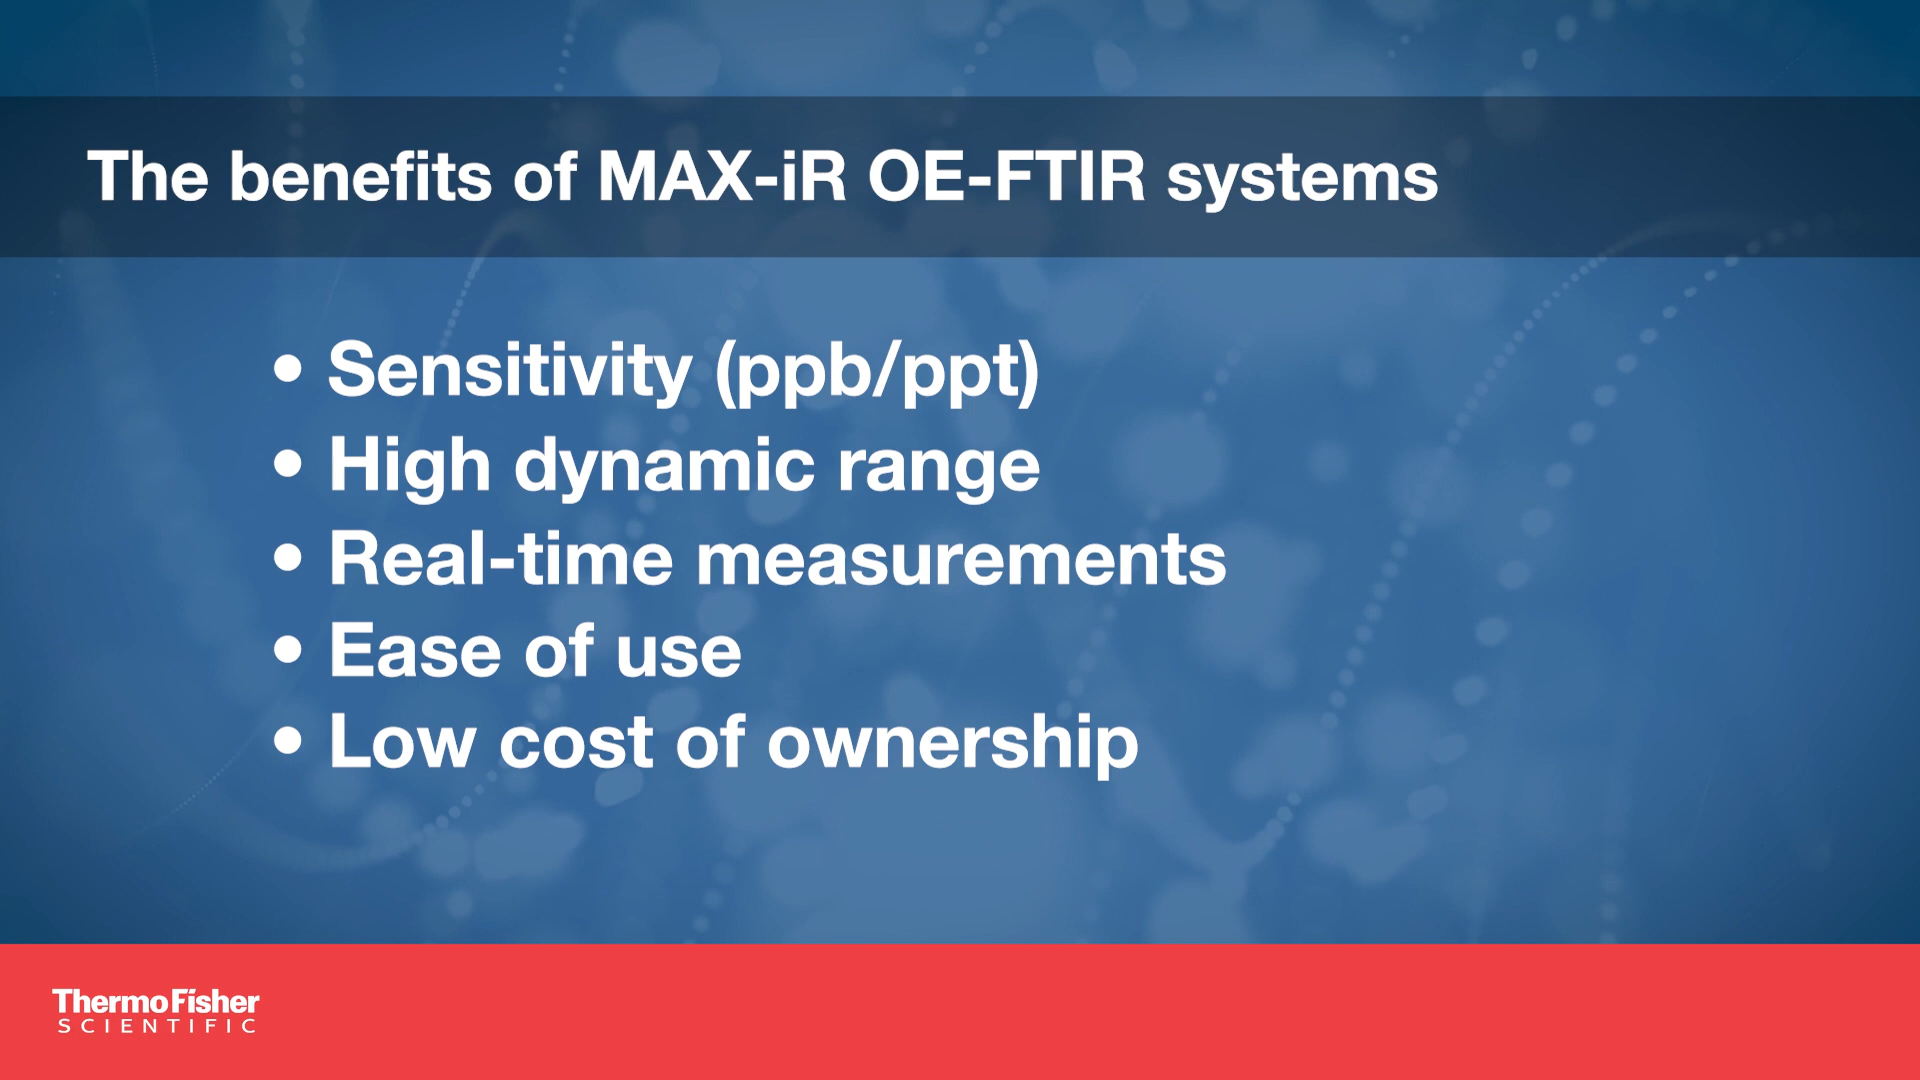 The benefits of MAX-iR OE-FTIR systems
• Sensitivity (ppb/ppt)
• High dynamic range
• Real-time measurements
• Ease of use
• Low cost of ownership
ThermoFisher
SCIENTIFIC